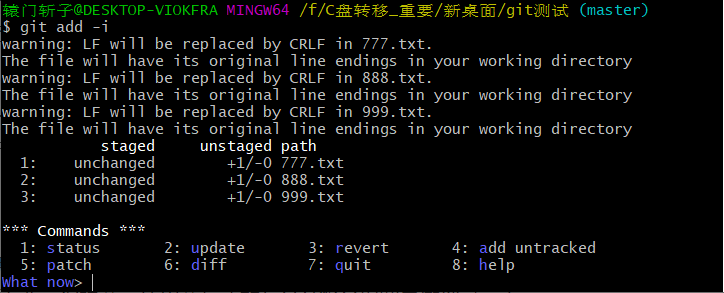 辕门斩子@DESKTOP-VIOKFRA MINGW64 /f/C盘转移_重要/新桌面/git测试 (master)
$ git add -i
warning: LF will be replaced by CRLF in 777.txt.
The file will have its original line endings in your working directory
warning: LF will be replaced by CRLF in 888.txt.
The file will have its original line endings in your working directory
warning: LF will be replaced by CRLF in 999.txt.
The file will have its original line endings in your working directory
staged unstaged path
1: unchanged +1/-0 777.txt
2: unchanged +1/-0 888.txt
3: unchanged +1/-0 999.txt
*** Commands ***
1: status 2: update 3: revert 4: add untracked
5: patch 6: diff 7: quit 8: help
What now>